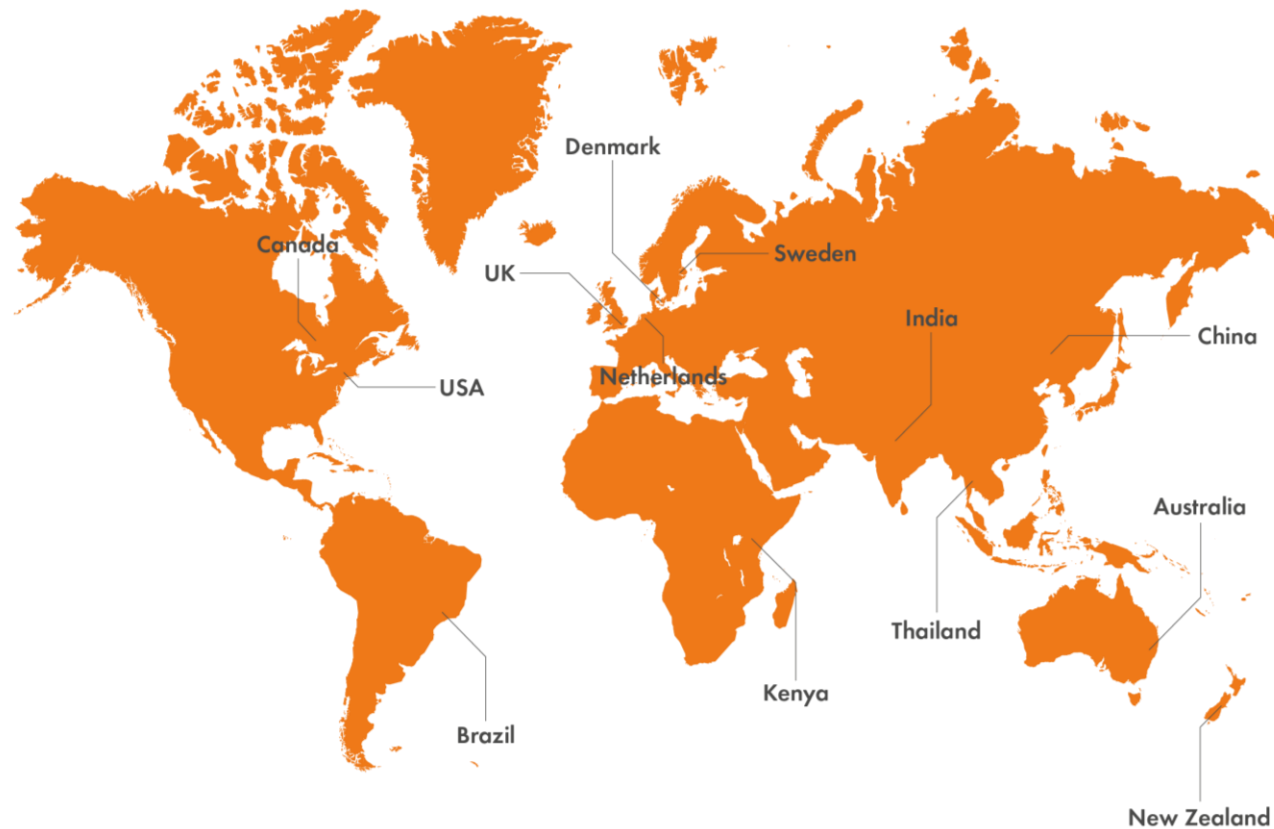 Denmark
Canada
Sweden
UK
India
China
Netherlands
USA
Australia
Thailand
Kenya
Brazil
New Zealand